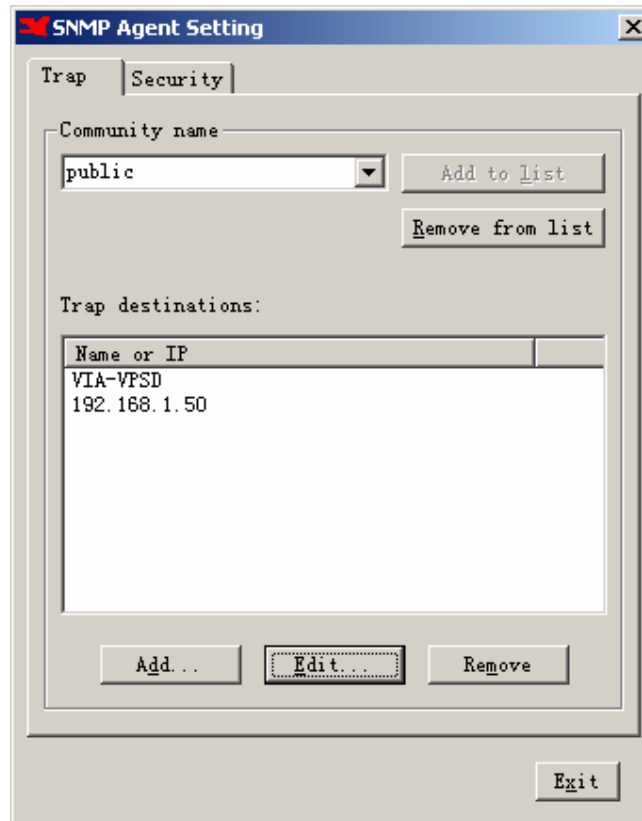 SNMP Agent Setting
Trap
Security
Community name
public
Add to list
Remove from list
Trap destinations:
Name or IP
VIA-VPSD
192.168.1.50
Add...
Edit...
Remove
Exit